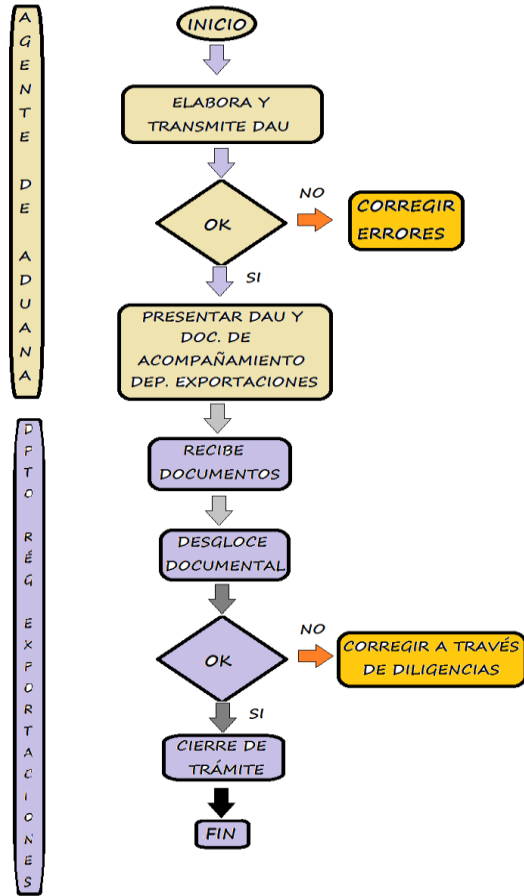 AGENTE DE ADUANA
INICIO
ELABORA Y
TRANSMITE DAU
OK
NO
CORREGIR
ERRORES
SI
PRESENTAR DAU Y
DOC. DE
ACOMPAÑAMIENTO
DEP. EXPORTACIONES
DPTO RÉG EXPORTACIONES
RECIBE
DOCUMENTOS
DESGLOCE
DOCUMENTAL
OK
NO
CORREGIR A TRAVÉS
DE DILIGENCIAS
SI
CIERRE DE
TRÁMITE
FIN